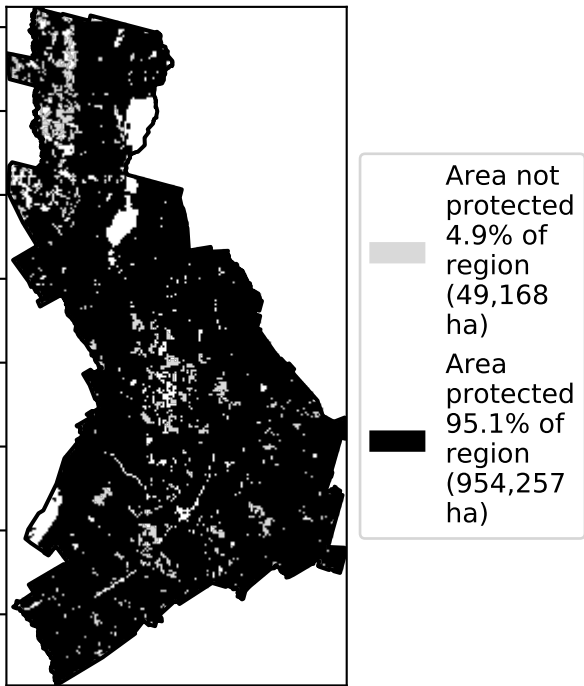 Area not
protected
4.9% of
region
(49,168
ha)
Area
protected
95.1% of
region
(954,257
ha)